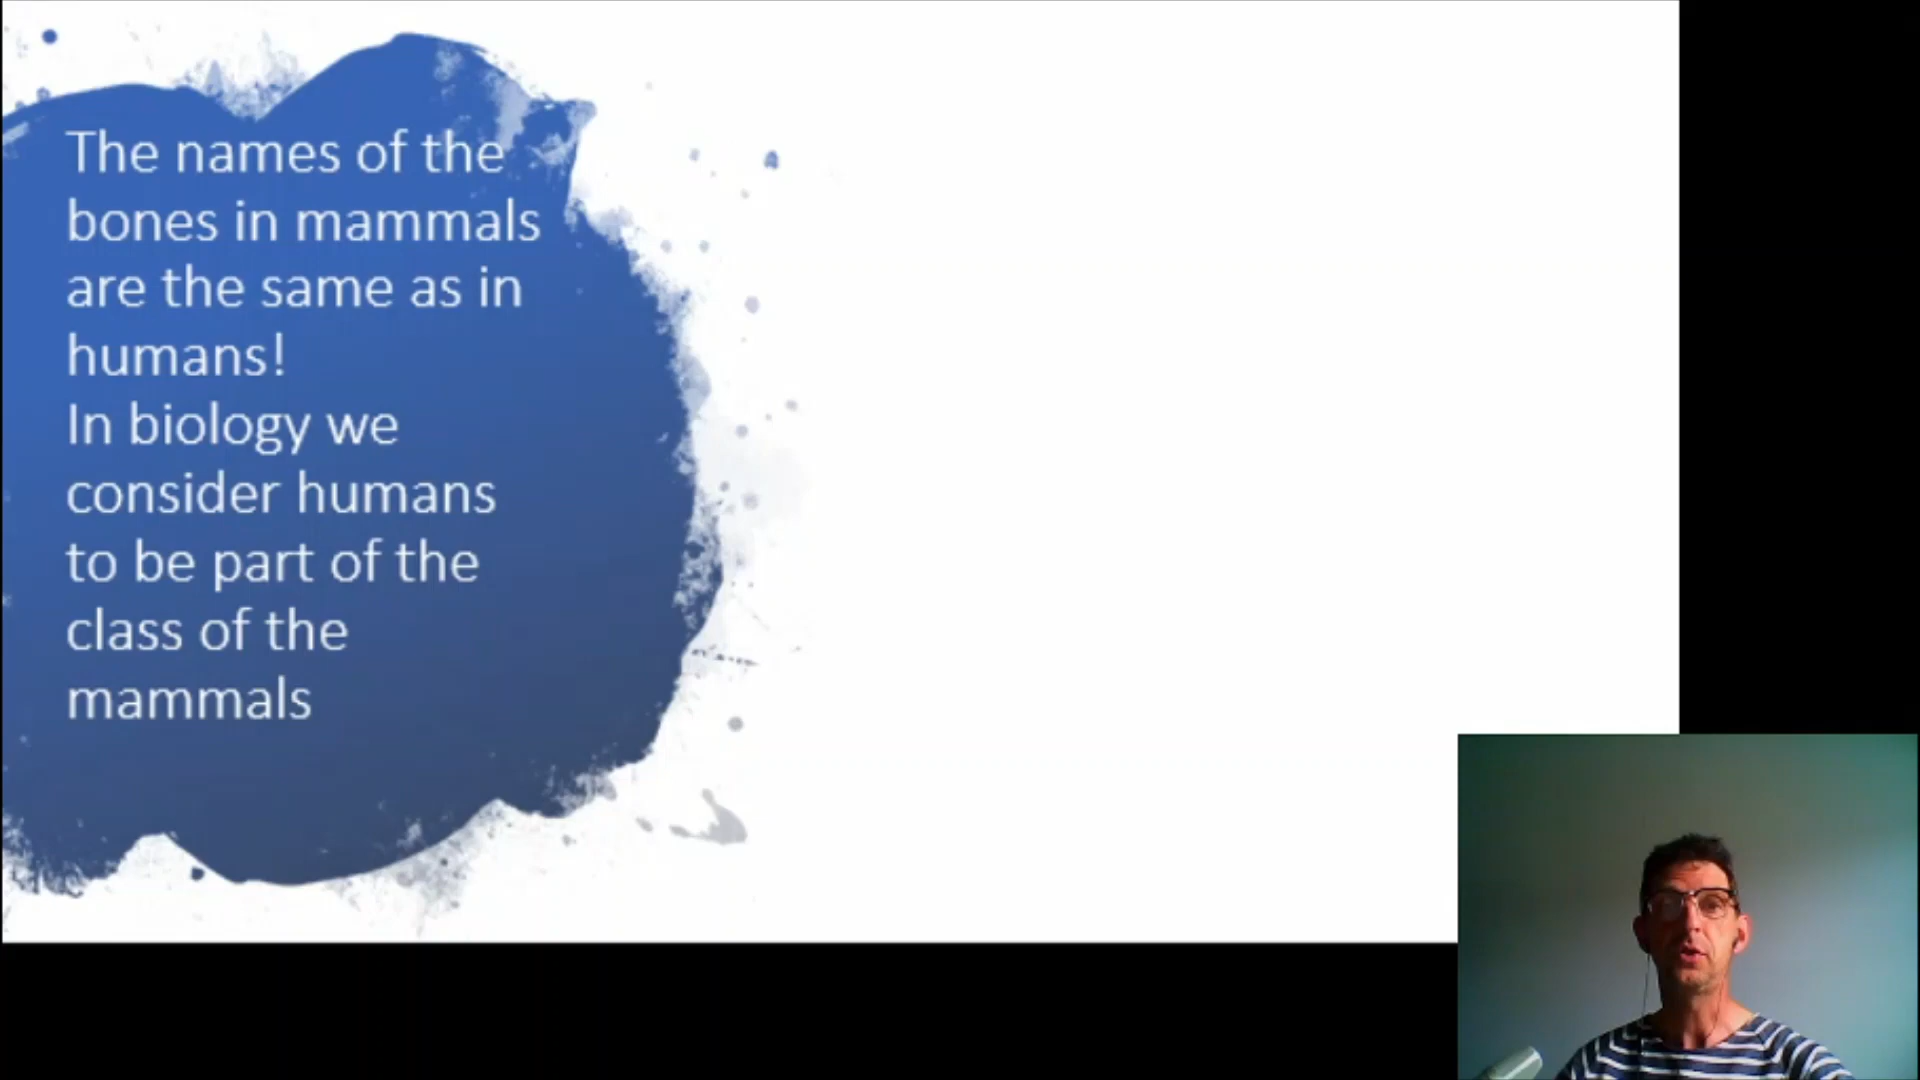 The names of the
bones in mammals
are the same as in
humans!
In biology we
consider humans
to be part of the
class of the
mammals